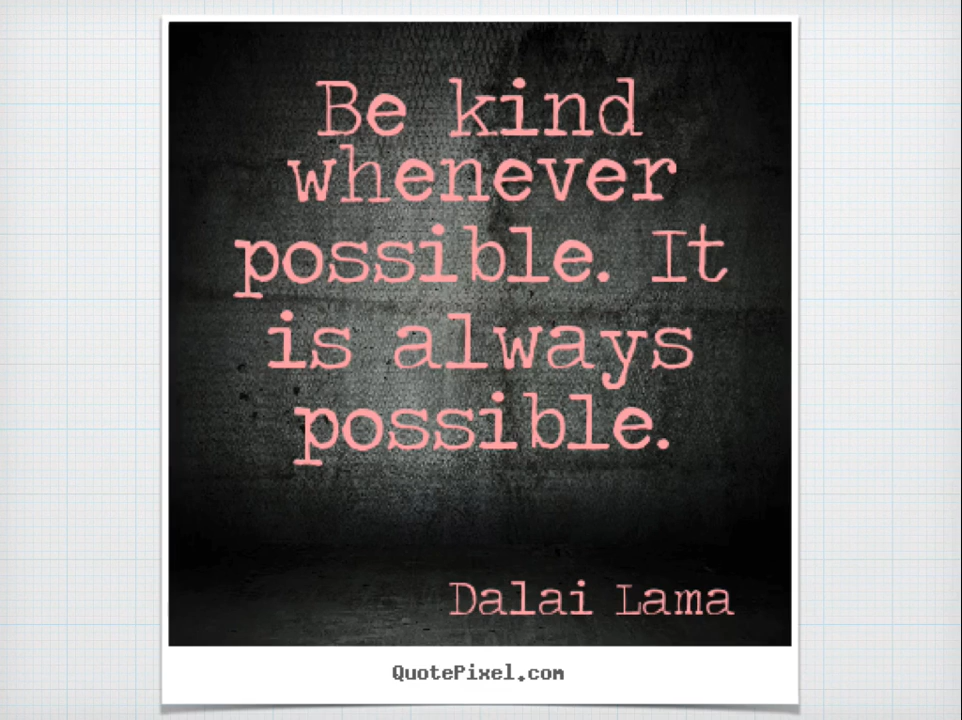 Be kind
whenever
possible. It
is always
possible.
Dalai Lama
QuotePixel.com